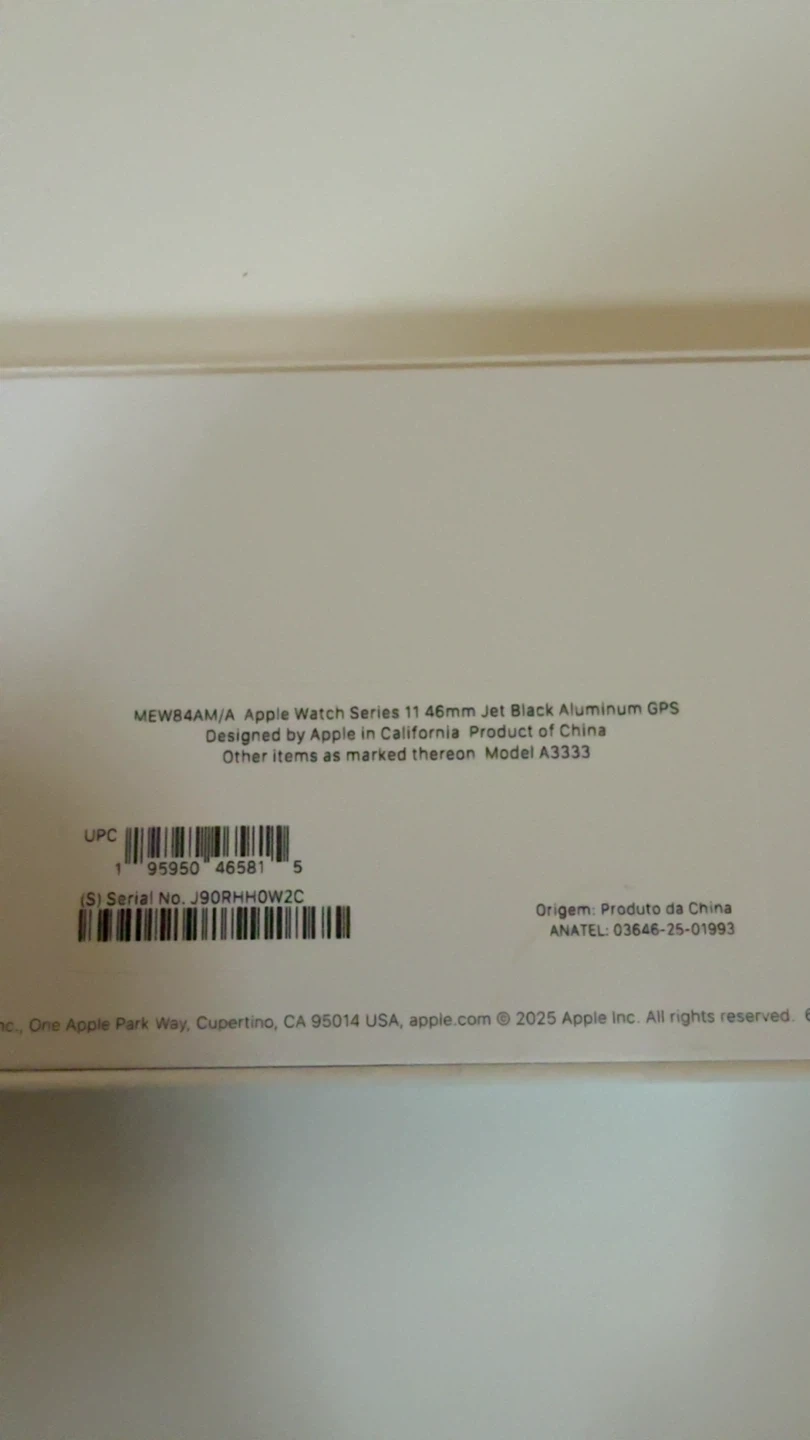 MEW84AM/A Apple Watch Series 11 46mm Jet Black Aluminum GPS
Designed by Apple in California Product of China
Other items as marked thereon Model A3333
UPC
1 95950 46581 5
(S) Serial No. J90RHH0W2C
Origem: Produto da China
ANATEL: 03646-25-01993
nc., One Apple Park Way, Cupertino, CA 95014 USA, apple.com © 2025 Apple Inc. All rights reserved.